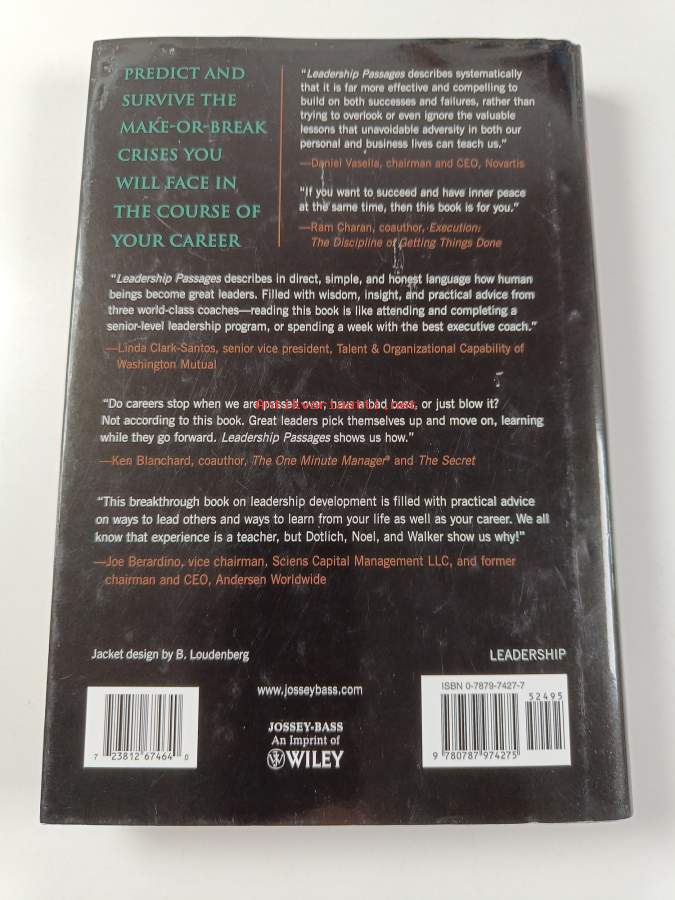 PREDICT AND
SURVIVE THE
MAKE-OR-BREAK
CRISES YOU
WILL FACE IN
THE COURSE OF
YOUR CAREER
“Leadership Passages describes systematically
that it is far more effective and compelling to
build on both successes and failures, rather than
trying to overlook or even ignore the valuable
lessons that unavoidable adversity in both our
personal and business lives can teach us.”
—Daniel Vasella, chairman and CEO, Novartis
“If you want to succeed and have inner peace
at the same time, then this book is for you.”
—Ram Charan, coauthor, Execution:
The Discipline of Getting Things Done
“Leadership Passages describes in direct, simple, and honest language how human
beings become great leaders. Filled with wisdom, insight, and practical advice from
three world-class coaches—reading this book is like attending and completing a
senior-level leadership program, or spending a week with the best executive coach.”
—Linda Clark-Santos, senior vice president, Talent & Organizational Capability of
Washington Mutual
“Do careers stop when we are passed over, have a bad boss, or just blow it?
Not according to this book. Great leaders pick themselves up and move on, learning
while they go forward. Leadership Passages shows us how.”
—Ken Blanchard, coauthor, The One Minute Manager® and The Secret
“This breakthrough book on leadership development is filled with practical advice
on ways to lead others and ways to learn from your life as well as your career. We all
know that experience is a teacher, but Dotlich, Noel, and Walker show us why!”
—Joe Berardino, vice chairman, Sciens Capital Management LLC, and former
chairman and CEO, Andersen Worldwide
Jacket design by B. Loudenberg
LEADERSHIP
www.josseybass.com
JOSSEY-BASS
An Imprint of
WILEY
7 23812 67464 0
ISBN 0-7879-7427-7
52495
9 780787 974275